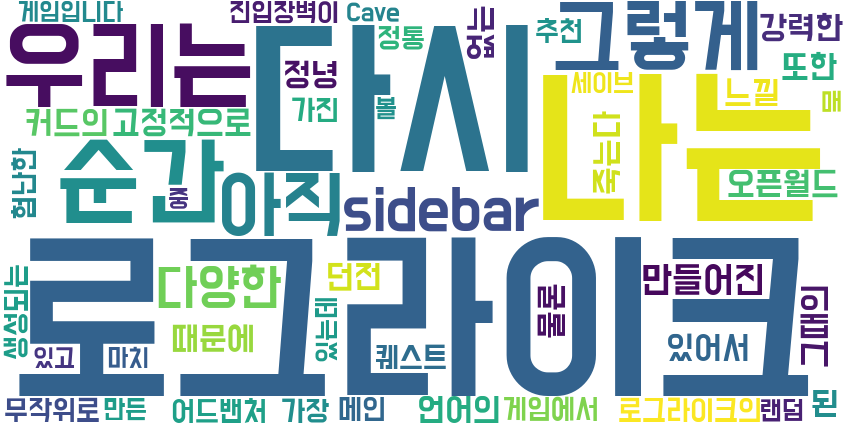 게임입니다
진입장벽이
Cave
정통
없는
추천
그렇게
강력한
우리는
다시
정녕
세이브
또한
가진
볼
느낄
매
나는
커드의
고정적으로
죽는다
험난한
순간
중
아직
sidebar
오픈월드
로그라이크
생성되는
다양한
던전
만들어진
때문에
있는데
괴물
있어서
있고
마치
퀘스트
무작위로
만든
어드밴처
가장
메인
언어의
게임에서
로그라이크의
랜덤
된